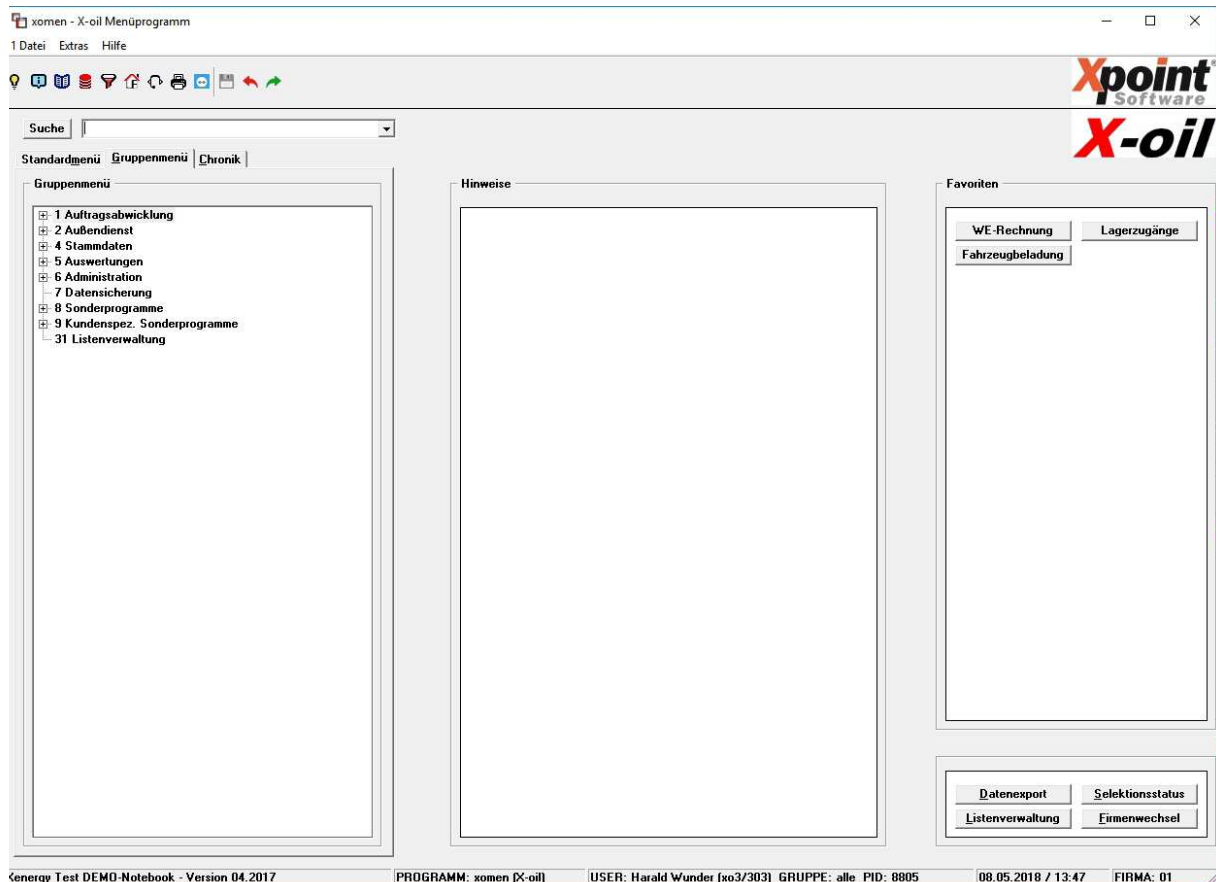 xomen - X-oil Menüprogramm
1 Datei Extras Hilfe
Xpoint
Software
X-oil
Suche
Standardmenü Gruppenmenü Chronik
Gruppenmenü
1 Auftragsabwicklung
2 Außendienst
4 Stammdaten
5 Auswertungen
6 Administration
7 Datensicherung
8 Sonderprogramme
9 Kundenspez. Sonderprogramme
31 Listenverwaltung
Hinweise
Favoriten
WE-Rechnung Lagerzugänge
Fahrzeugbeladung
Datenexport Selektionsstatus
Listenverwaltung Firmenwechsel
Xenergy Test DEMO-Notebook - Version 04.2017 PROGRAMM: xomen (X-oil) USER: Harald Wunder (xo3/303) GRUPPE: alle PID: 8805 08.05.2018 / 13:47 FIRMA: 01